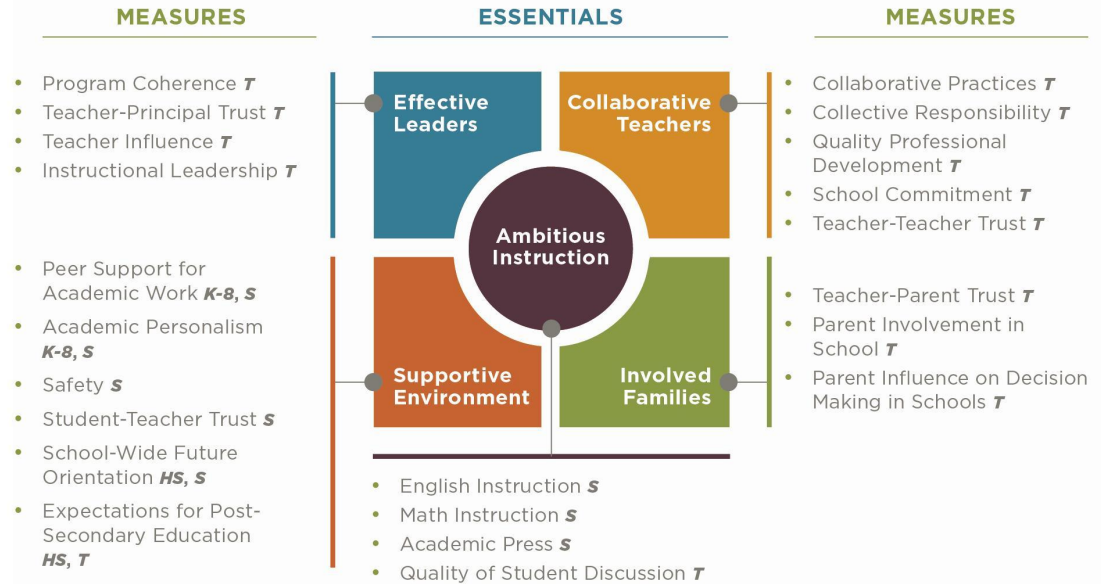 MEASURES
• Program Coherence T
• Teacher-Principal Trust T
• Teacher Influence T
• Instructional Leadership T
• Peer Support for
Academic Work K-8, S
• Academic Personalism
K-8, S
• Safety S
• Student-Teacher Trust S
• School-Wide Future
Orientation HS, S
• Expectations for Post-
Secondary Education
HS, T
ESSENTIALS
Effective
Leaders
Collaborative
Teachers
Ambitious
Instruction
Supportive
Environment
Involved
Families
• English Instruction S
• Math Instruction S
• Academic Press S
• Quality of Student Discussion T
MEASURES
• Collaborative Practices T
• Collective Responsibility T
• Quality Professional
Development T
• School Commitment T
• Teacher-Teacher Trust T
• Teacher-Parent Trust T
• Parent Involvement in
School T
• Parent Influence on Decision
Making in Schools T